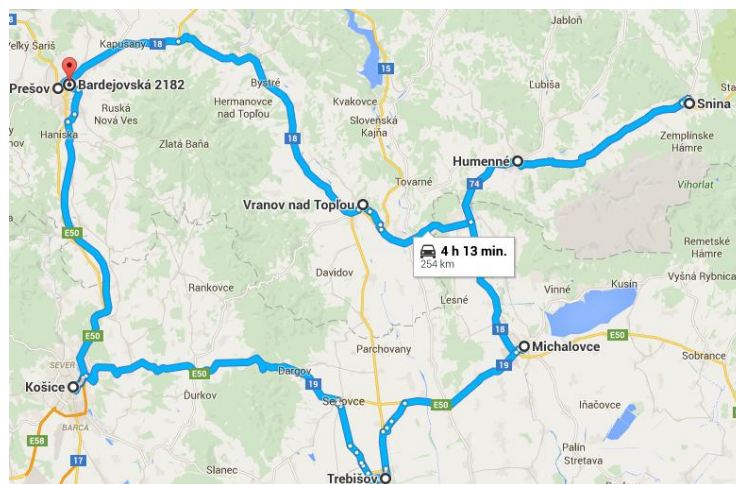 Jabloň
Veľký Šariš
Kapušany
18
15
Sta
Bystré
Ľubiša
Prešov
Bardejovská 2182
Kvakovce
Snina
Hermanovce
nad Topľou
Ruská
Nová Ves
Slovenská
Kajňa
Zemplínske
Hámre
Haniska
Zlatá Baňa
18
Humenné
Tovarné
74
Vihorlat
Vranov nad Topľou
E50
4 h 13 min.
254 km
Remetské
Hámre
Davidov
Rankovce
Lesné
Vinné
Kusín
Vyšná Rybnica
E50
18
Parchovany
Michalovce
E50
SEVER
Sobrance
Dargov
19
E50
Košice
Ďurkov
19
Sečovce
E50
Iňačovce
BARCA
E58
17
Slanec
Palín
Stretava
Trebišov